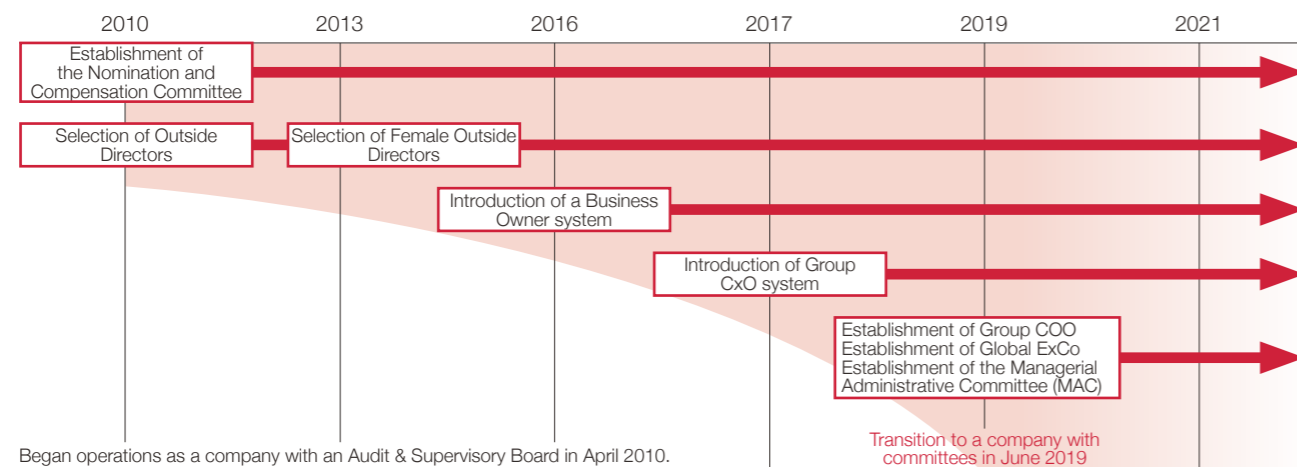 2010 2013 2016 2017 2019 2021
Establishment of
the Nomination and
Compensation Committee
Selection of Outside
Directors
Selection of Female Outside
Directors
Introduction of a Business
Owner system
Introduction of Group
CxO system
Establishment of Group COO
Establishment of Global ExCo
Establishment of the Managerial
Administrative Committee (MAC)
Began operations as a company with an Audit & Supervisory Board in April 2010.
Transition to a company with
committees in June 2019